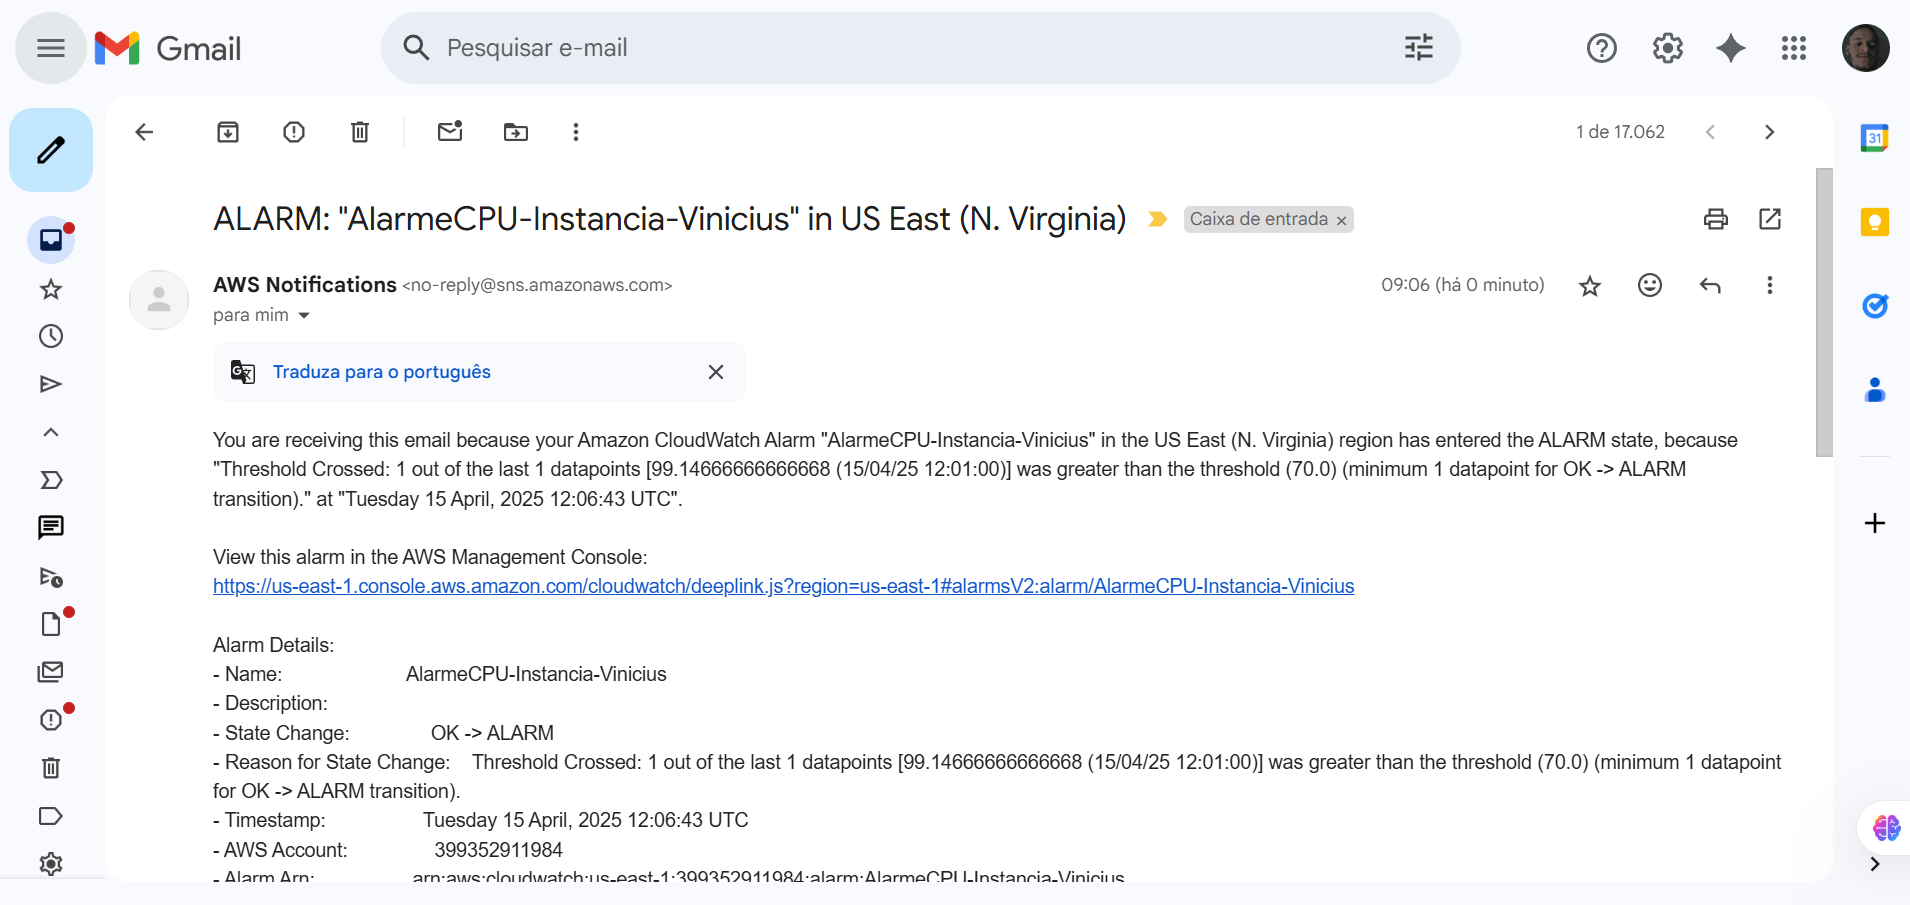 Gmail
Pesquisar e-mail
1 de 17.062
31
ALARM: "AlarmeCPU-Instancia-Vinicius" in US East (N. Virginia)
Caixa de entrada ×
AWS Notifications <no-reply@sns.amazonaws.com>
09:06 (há 0 minuto)
para mim
Traduza para o português
You are receiving this email because your Amazon CloudWatch Alarm "AlarmeCPU-Instancia-Vinicius" in the US East (N. Virginia) region has entered the ALARM state, because
"Threshold Crossed: 1 out of the last 1 datapoints [99.14666666666668 (15/04/25 12:01:00)] was greater than the threshold (70.0) (minimum 1 datapoint for OK -> ALARM
transition)." at "Tuesday 15 April, 2025 12:06:43 UTC".
View this alarm in the AWS Management Console:
https://us-east-1.console.aws.amazon.com/cloudwatch/deeplink.js?region=us-east-1#alarmsV2:alarm/AlarmeCPU-Instancia-Vinicius
Alarm Details:
- Name: AlarmeCPU-Instancia-Vinicius
- Description:
- State Change: OK -> ALARM
- Reason for State Change: Threshold Crossed: 1 out of the last 1 datapoints [99.14666666666668 (15/04/25 12:01:00)] was greater than the threshold (70.0) (minimum 1 datapoint
for OK -> ALARM transition).
- Timestamp: Tuesday 15 April, 2025 12:06:43 UTC
- AWS Account: 399352911984
- Alarm Arn: arn:aws:cloudwatch:us-east-1:399352911984:alarm:AlarmeCPU-Instancia-Vinicius